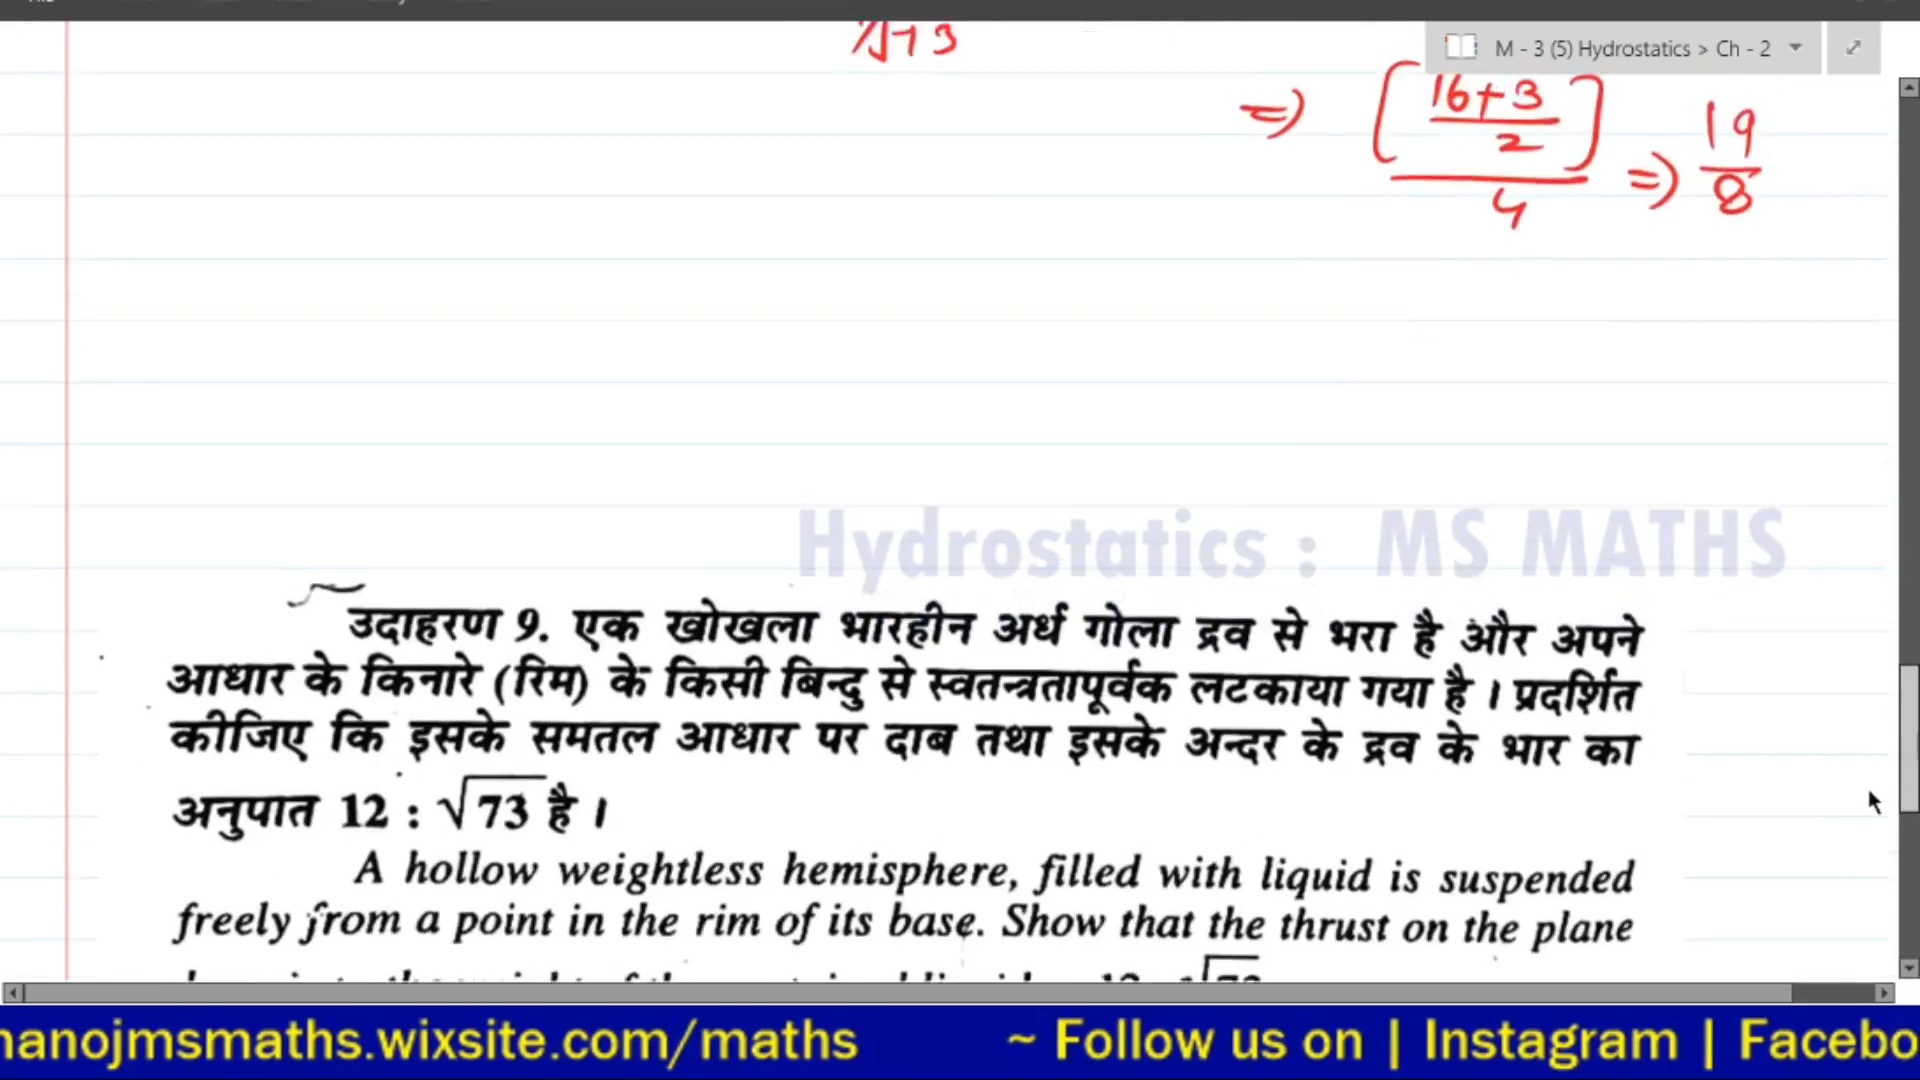 M - 3 (5) Hydrostatics > Ch - 2
=> [16+3/2]/4 => 19/8
Hydrostatics : MS MATHS
उदाहरण 9. एक खोखला भारहीन अर्ध गोला द्रव से भरा है और अपने
आधार के किनारे (रिम) के किसी बिन्दु से स्वतन्त्रतापूर्वक लटकाया गया है। प्रदर्शित
कीजिए कि इसके समतल आधार पर दाब तथा इसके अन्दर के द्रव के भार का
अनुपात 12 : √73 है।
A hollow weightless hemisphere, filled with liquid is suspended
freely from a point in the rim of its base. Show that the thrust on the plane
manojmsmaths.wixsite.com/maths ~ Follow us on | Instagram | Facebo